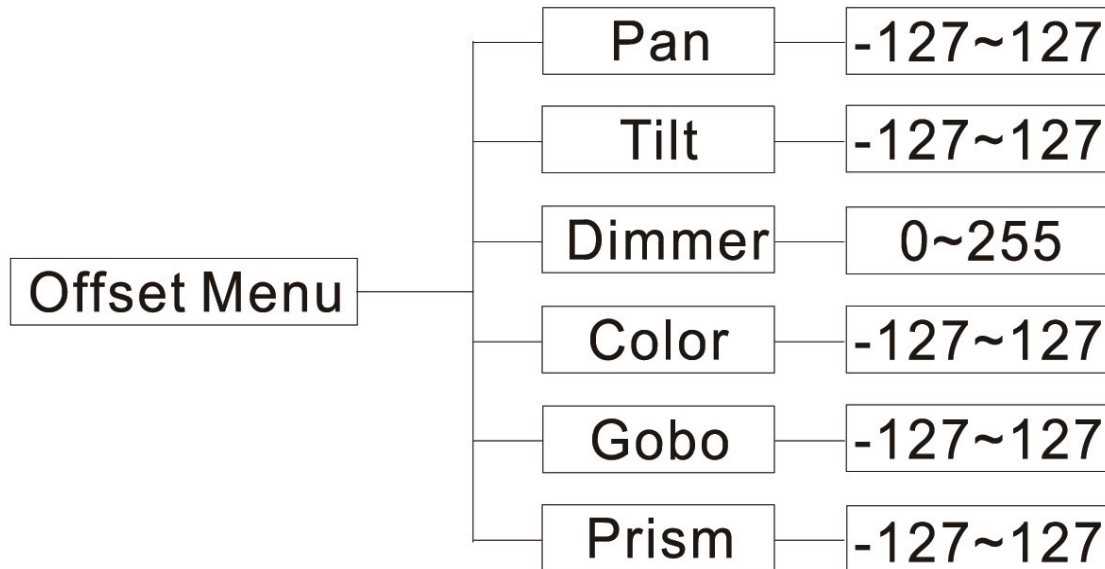 Pan -127~127
Tilt -127~127
Dimmer 0~255
Offset Menu
Color -127~127
Gobo -127~127
Prism -127~127